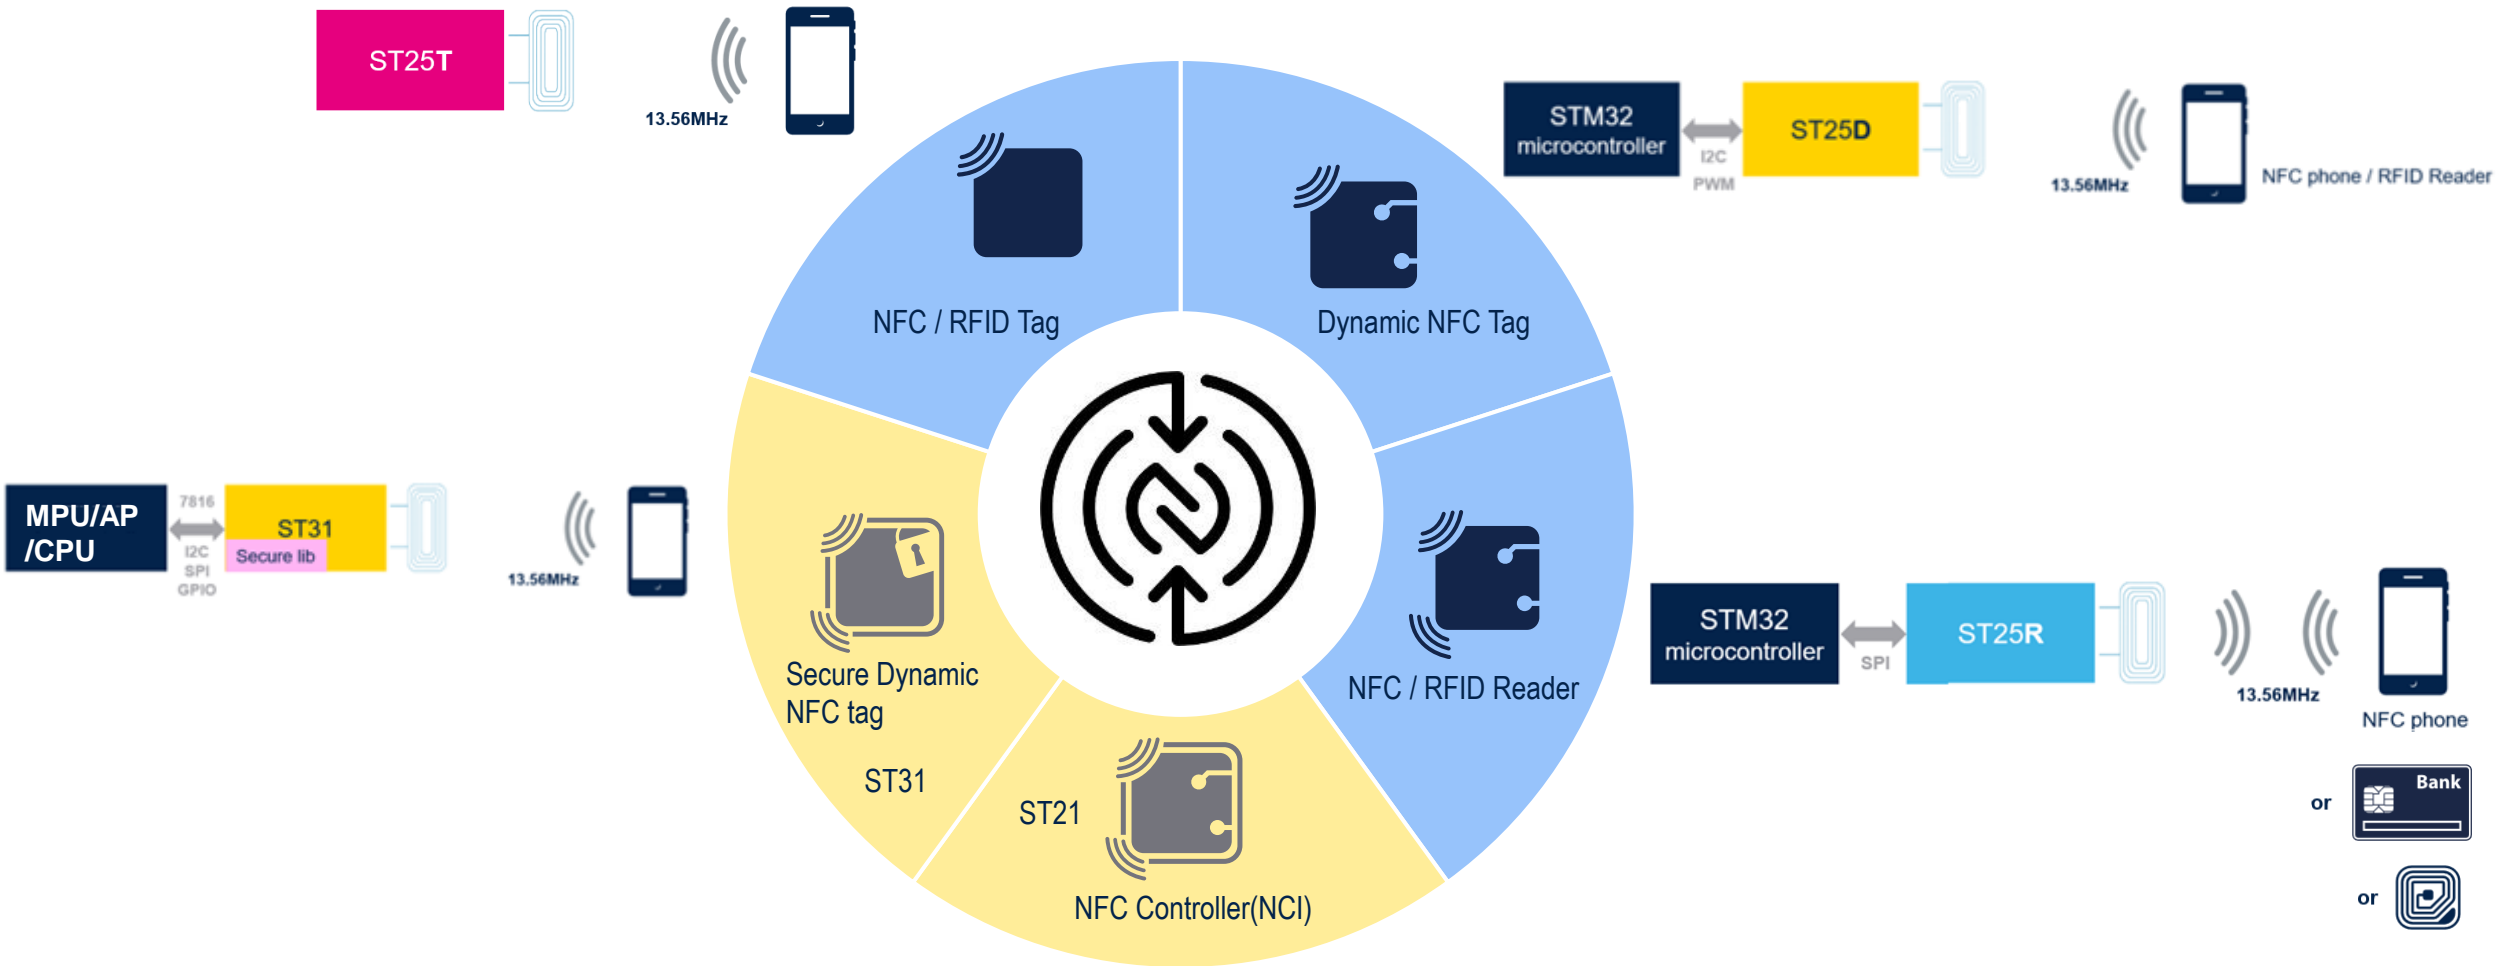 ST25T
13.56MHz
NFC / RFID Tag
Dynamic NFC Tag
STM32
microcontroller
I2C
PWM
ST25D
13.56MHz
NFC phone / RFID Reader
MPU/AP
/CPU
7816
I2C
SPI
GPIO
ST31
Secure lib
13.56MHz
Secure Dynamic
NFC tag
ST31
ST21
NFC Controller(NCI)
NFC / RFID Reader
STM32
microcontroller
SPI
ST25R
13.56MHz
NFC phone
or
Bank
or